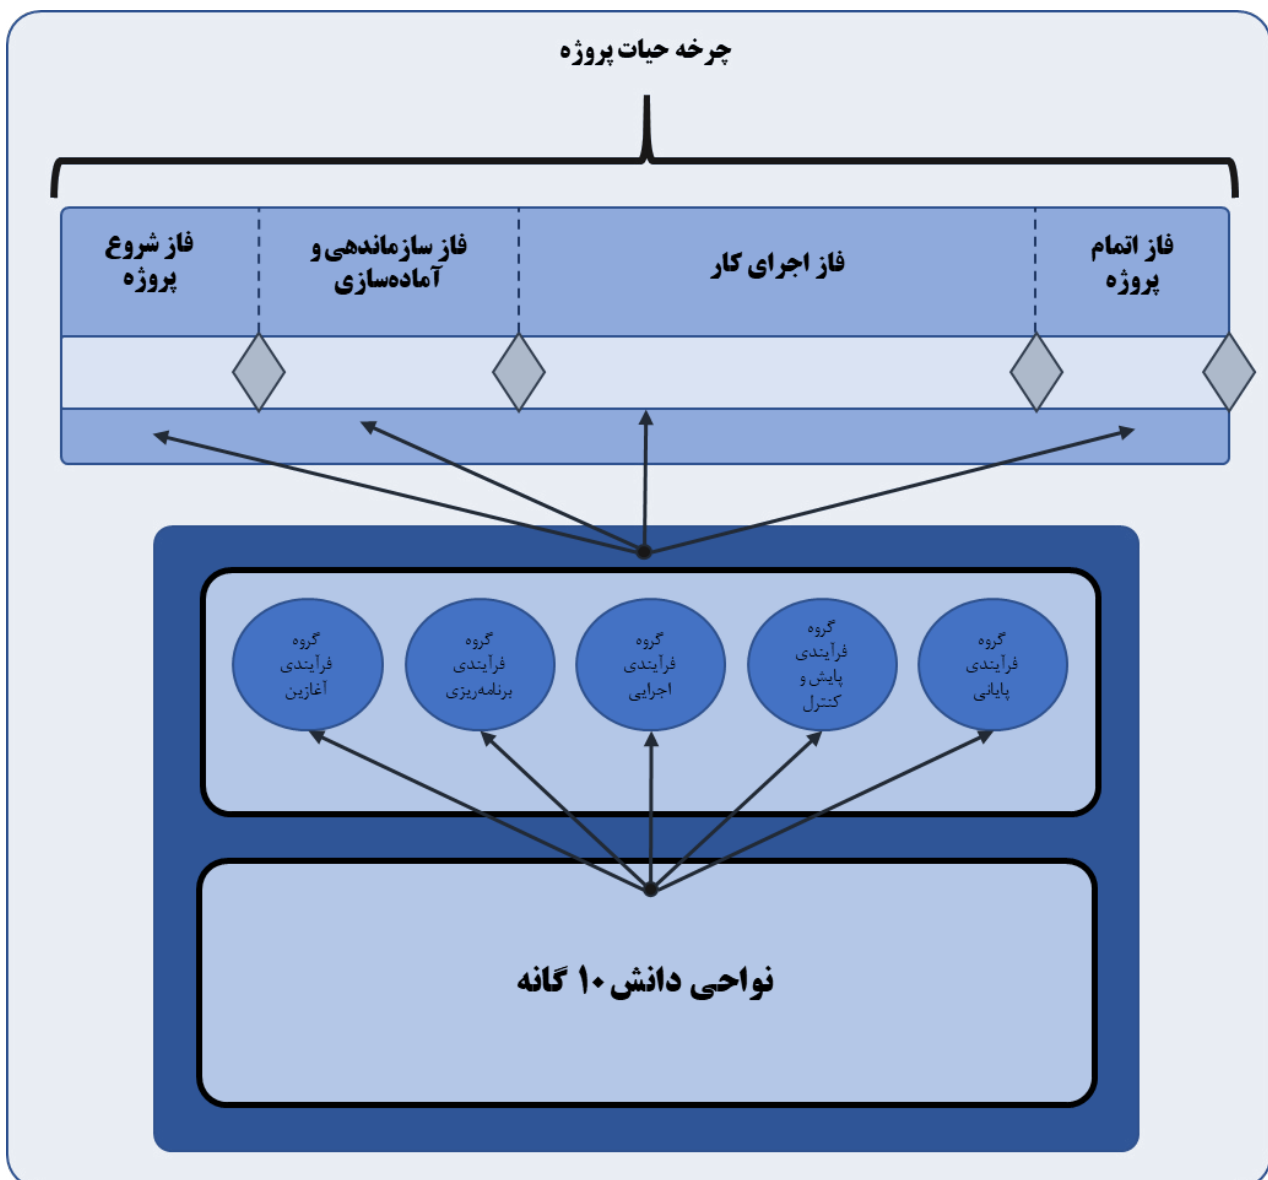 چرخه حیات پروژه
فاز شروع
پروژه
فاز سازماندهی و
آماده‌سازی
فاز اجرای کار
فاز اتمام
پروژه
گروه
فرآیندی
آغازین
گروه
فرآیندی
برنامه‌ریزی
گروه
فرآیندی
اجرایی
گروه
فرآیندی
پایش و
کنترل
گروه
فرآیندی
پایانی
نواحی دانش ۱۰ گانه